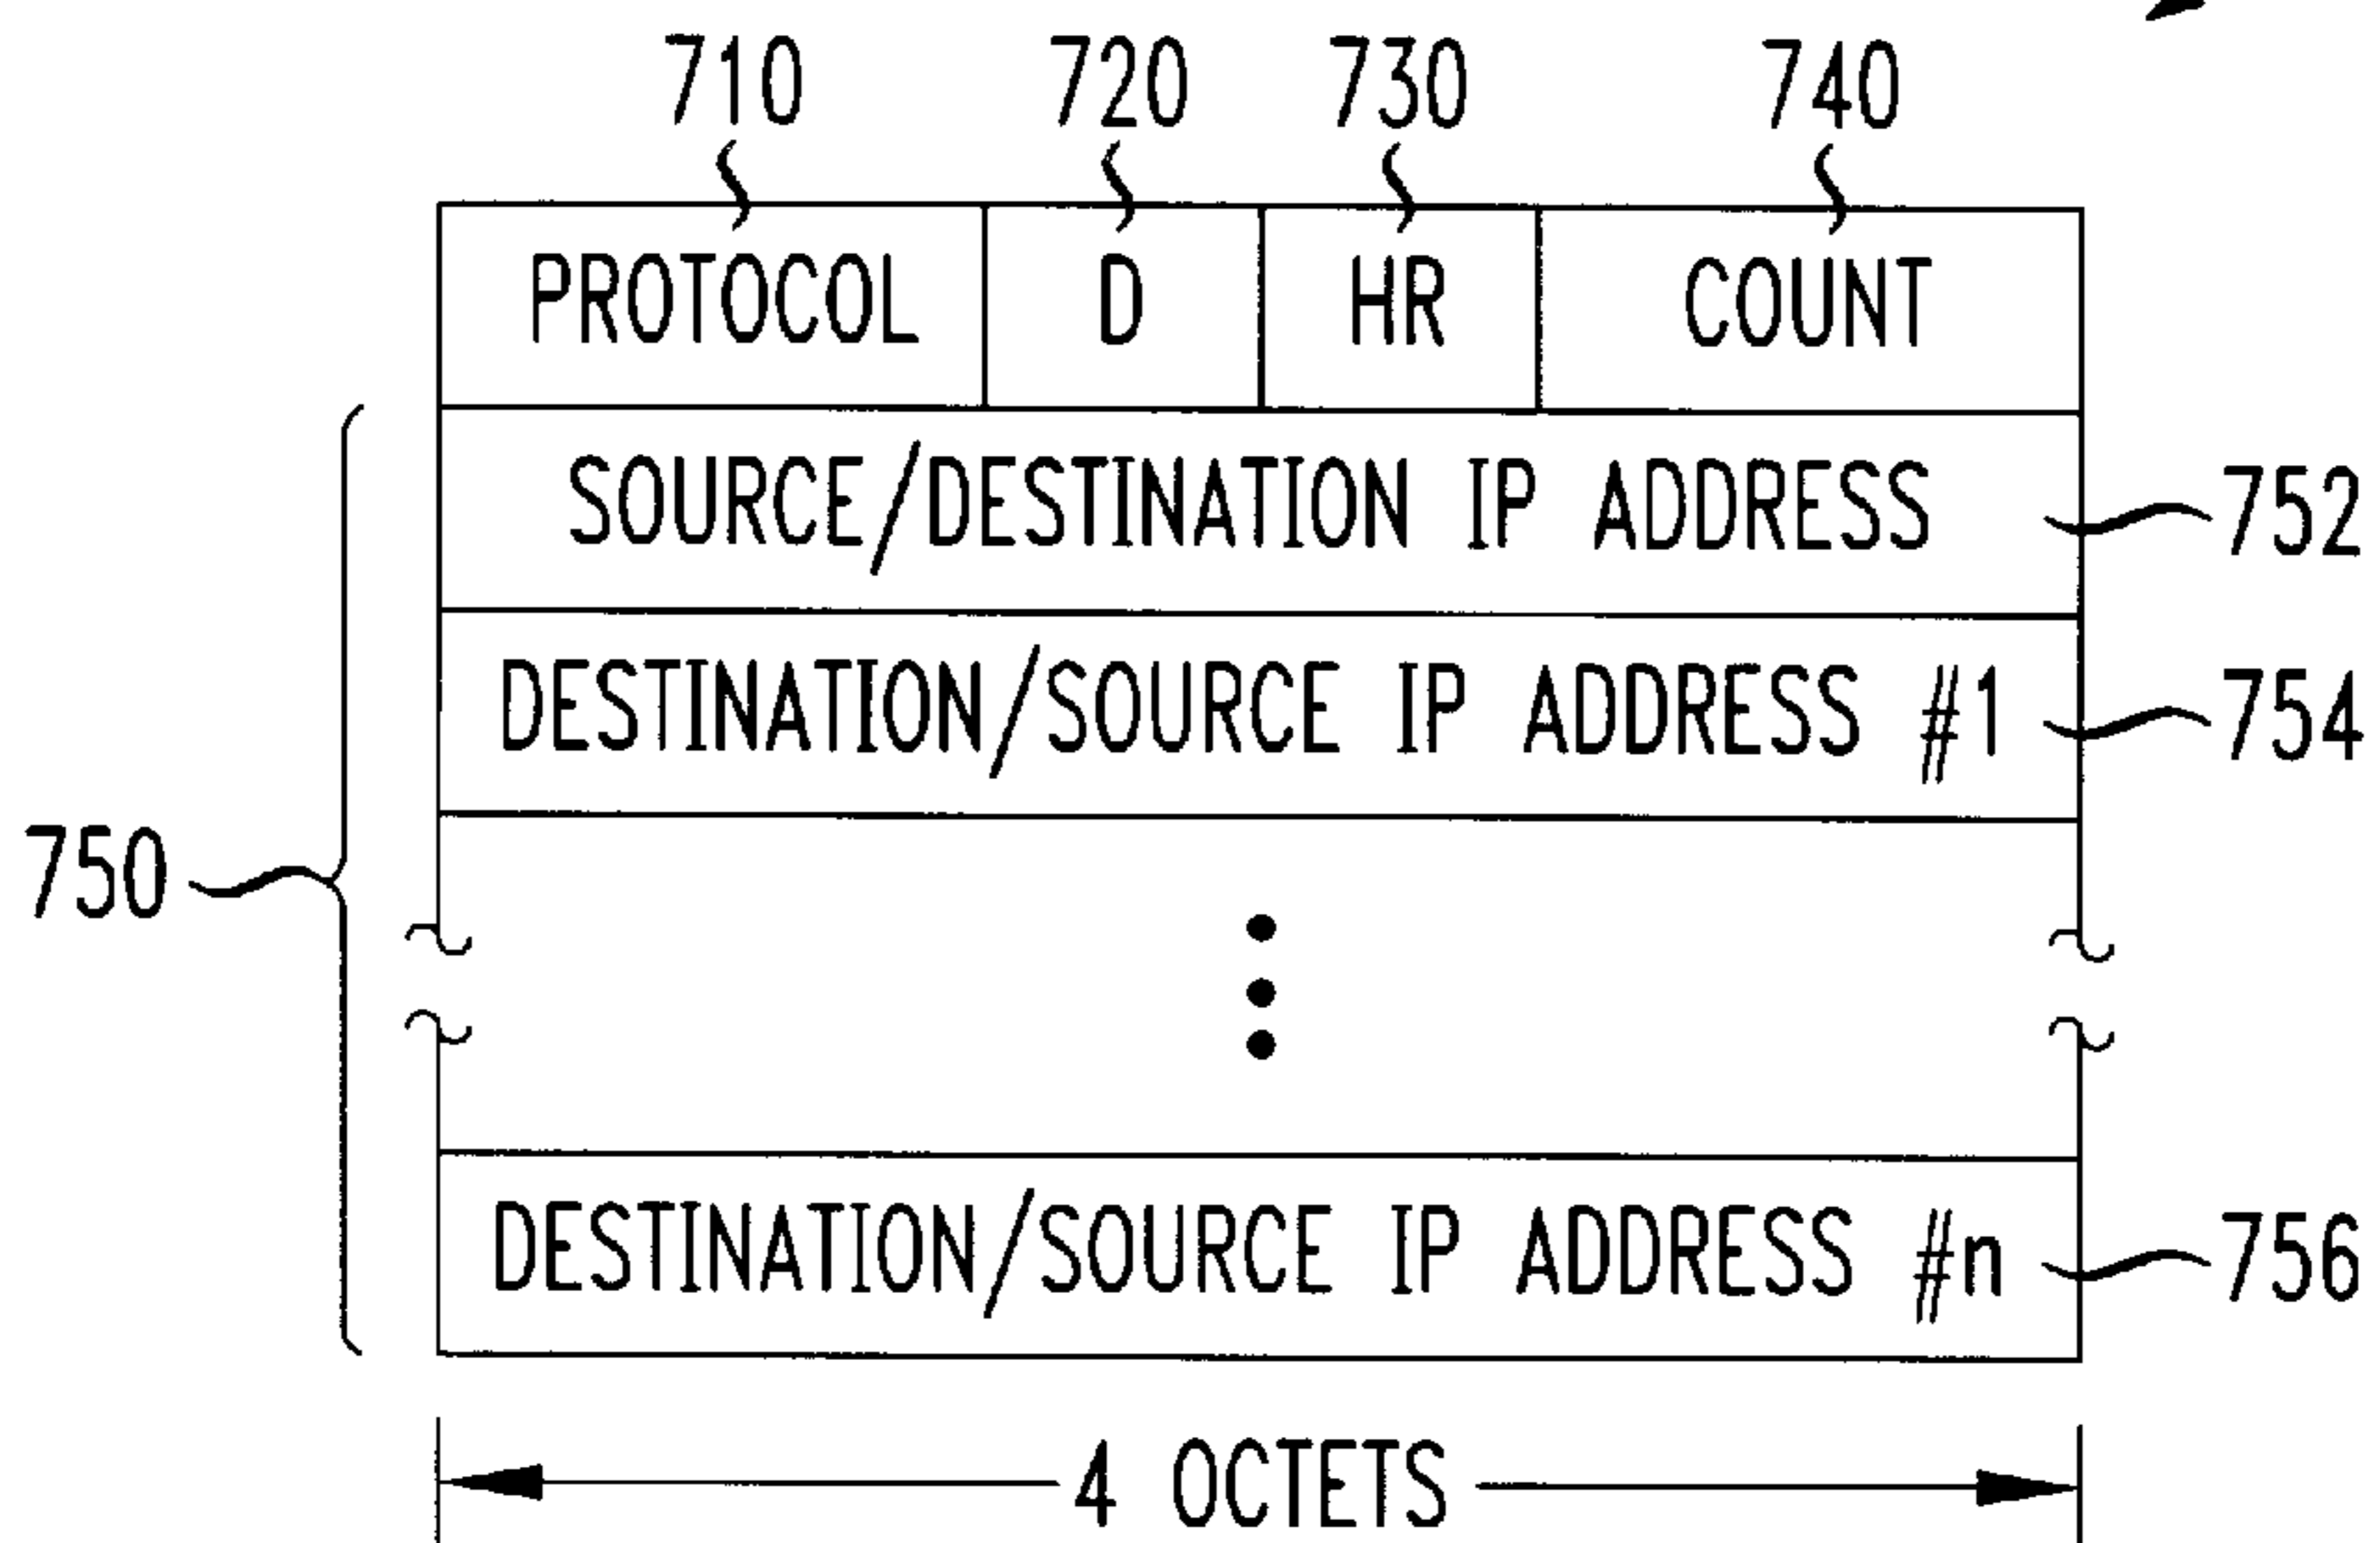 710 720 730 740
PROTOCOL D HR COUNT
SOURCE/DESTINATION IP ADDRESS 752
DESTINATION/SOURCE IP ADDRESS #1 754
750
DESTINATION/SOURCE IP ADDRESS #n 756
4 OCTETS